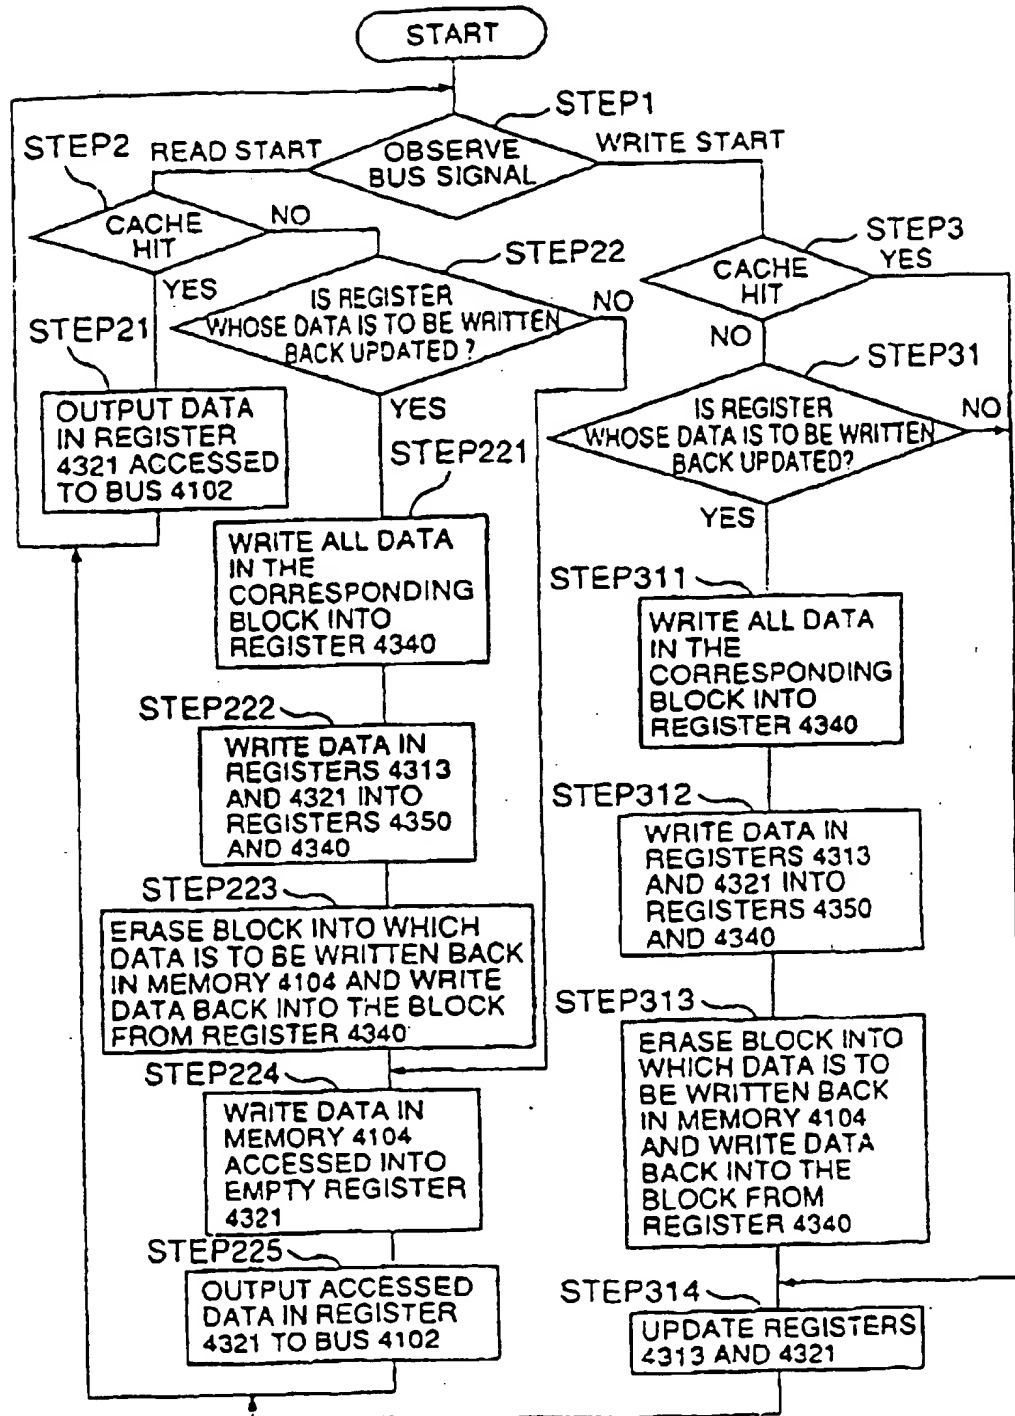 START
STEP1
OBSERVE
BUS SIGNAL
READ START
WRITE START
STEP2
CACHE
HIT
NO
YES
STEP21
OUTPUT DATA
IN REGISTER
4321 ACCESSED
TO BUS 4102
STEP22
IS REGISTER
WHOSE DATA IS TO BE WRITTEN
BACK UPDATED ?
NO
YES
STEP221
WRITE ALL DATA
IN THE
CORRESPONDING
BLOCK INTO
REGISTER 4340
STEP222
WRITE DATA IN
REGISTERS 4313
AND 4321 INTO
REGISTERS 4350
AND 4340
STEP223
ERASE BLOCK INTO WHICH
DATA IS TO BE WRITTEN BACK
IN MEMORY 4104 AND WRITE
DATA BACK INTO THE BLOCK
FROM REGISTER 4340
STEP224
WRITE DATA IN
MEMORY 4104
ACCESSED INTO
EMPTY REGISTER
4321
STEP225
OUTPUT ACCESSED
DATA IN REGISTER
4321 TO BUS 4102
STEP3
CACHE
HIT
YES
NO
STEP31
IS REGISTER
WHOSE DATA IS TO BE WRITTEN
BACK UPDATED?
NO
YES
STEP311
WRITE ALL DATA
IN THE
CORRESPONDING
BLOCK INTO
REGISTER 4340
STEP312
WRITE DATA IN
REGISTERS 4313
AND 4321 INTO
REGISTERS 4350
AND 4340
STEP313
ERASE BLOCK INTO
WHICH DATA IS TO
BE WRITTEN BACK
IN MEMORY 4104
AND WRITE DATA
BACK INTO THE
BLOCK FROM
REGISTER 4340
STEP314
UPDATE REGISTERS
4313 AND 4321